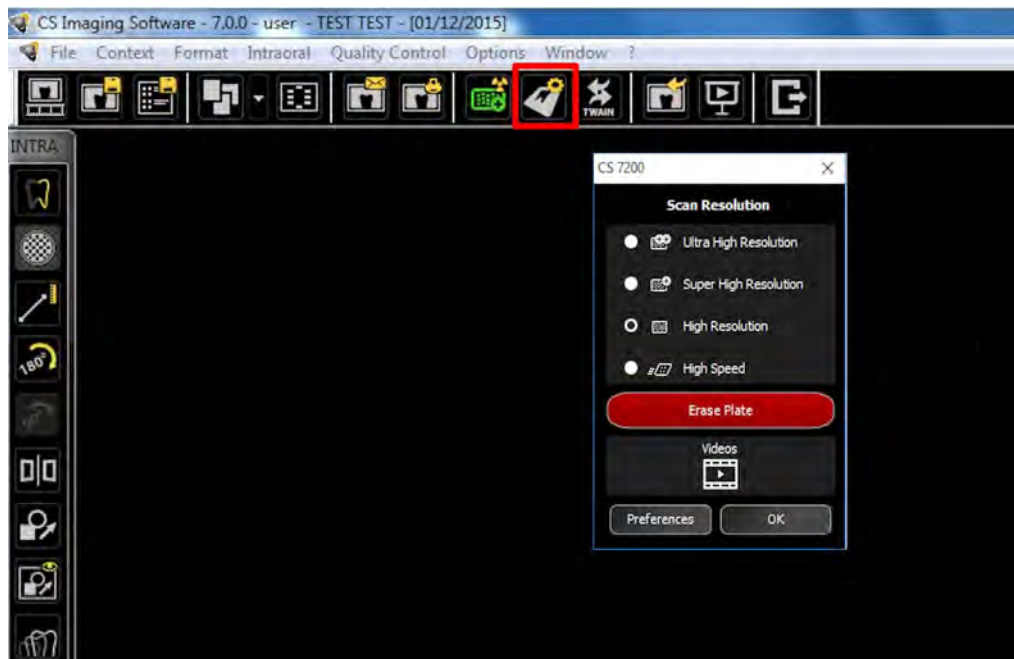 CS Imaging Software - 7.0.0 - user - TEST TEST - [01/12/2015]
File Context Format Intraoral Quality Control Options Window ?
TWAIN
INTRA
CS 7200
Scan Resolution
Ultra High Resolution
Super High Resolution
High Resolution
High Speed
Erase Plate
Videos
Preferences OK
180°